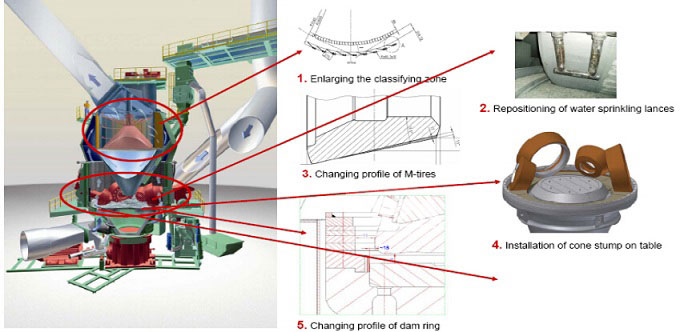 1. Enlarging the classifying zone
2. Repositioning of water sprinkling lances
3. Changing profile of M-tires
4. Installation of cone stump on table
5. Changing profile of dam ring